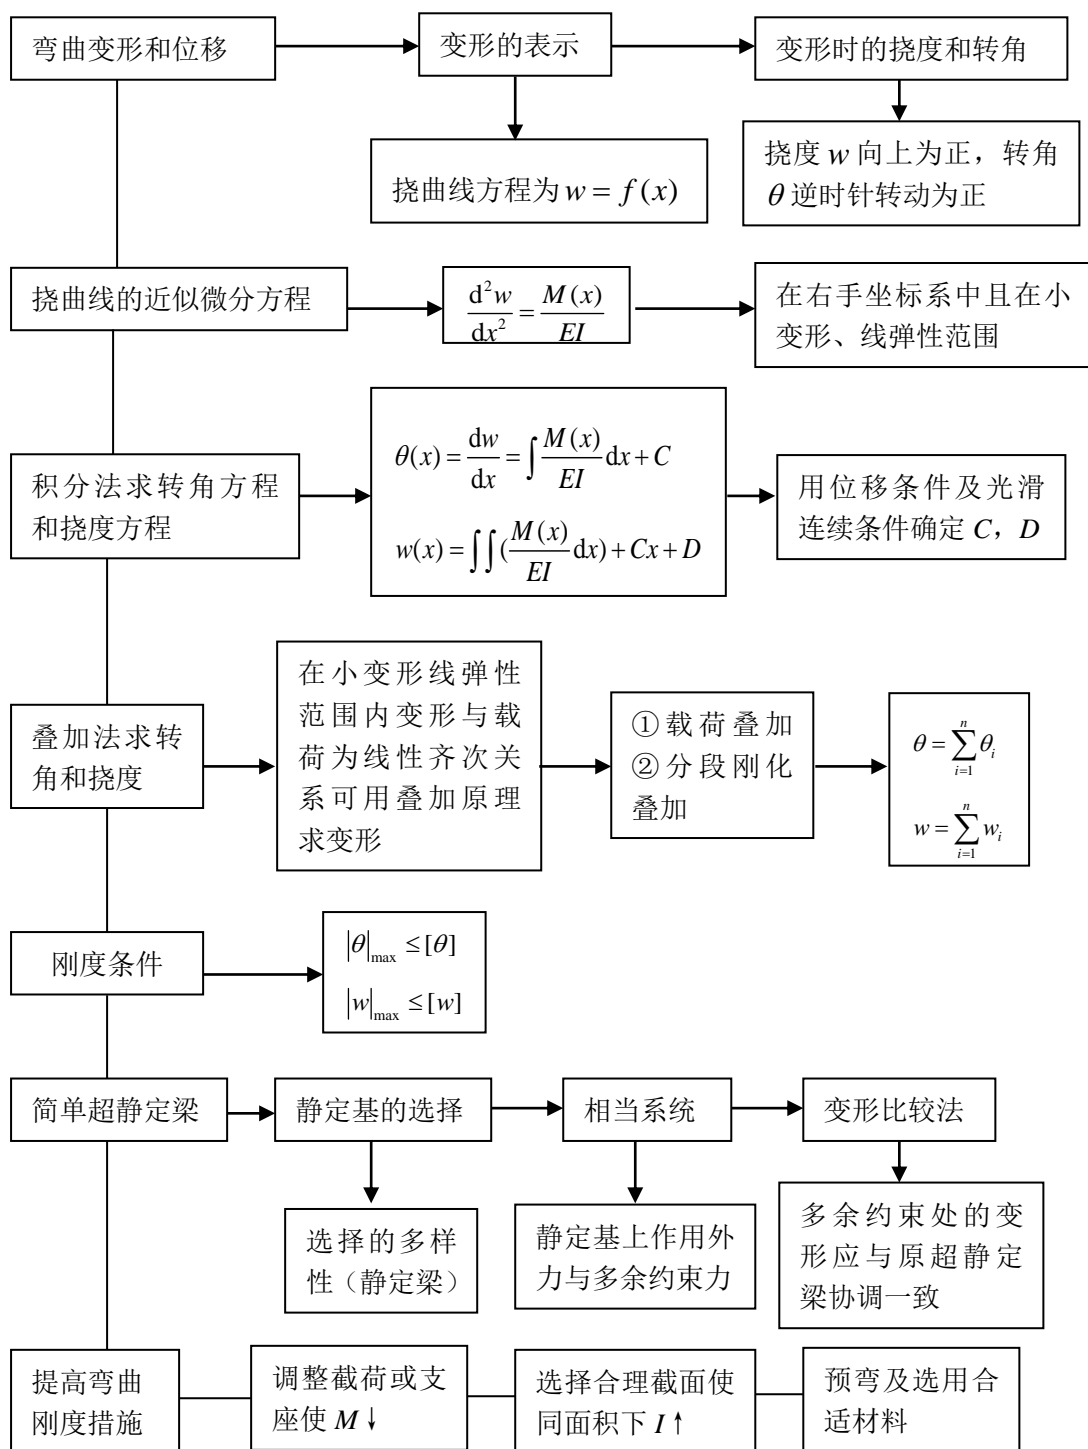 弯曲变形和位移
变形的表示
变形时的挠度和转角
挠曲线方程为 w = f(x)
挠度 w 向上为正，转角
θ 逆时针转动为正
挠曲线的近似微分方程
d²w/dx² = M(x)/EI
在右手坐标系中且在小
变形、线弹性范围
积分法求转角方程
和挠度方程
θ(x) = dw/dx = ∫ M(x)/EI dx + C
w(x) = ∫∫ (M(x)/EI dx) + Cx + D
用位移条件及光滑
连续条件确定 C，D
叠加法求转
角和挠度
在小变形线弹性
范围内变形与载
荷为线性齐次关
系可用叠加原理
求变形
①载荷叠加
②分段刚化
叠加
θ = ∑_{i=1}^{n} θ_i
w = ∑_{i=1}^{n} w_i
刚度条件
|θ|max ≤ [θ]
|w|max ≤ [w]
简单超静定梁
静定基的选择
相当系统
变形比较法
选择的多样
性（静定梁）
静定基上作用外
力与多余约束力
多余约束处的变
形应与原超静定
梁协调一致
提高弯曲
刚度措施
调整截荷或支
座使 M↓
选择合理截面使
同面积下 I↑
预弯及选用合
适材料